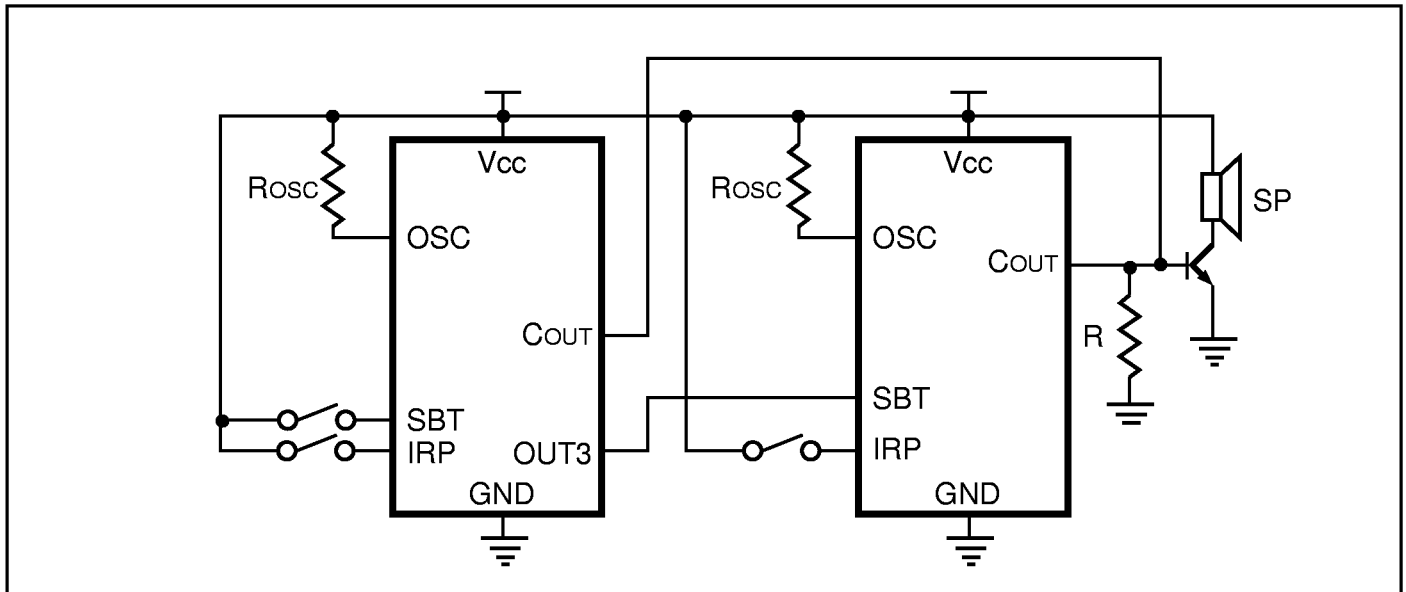 VCC
ROSC
OSC
COUT
SBT
IRP
OUT3
GND
VCC
ROSC
OSC
COUT
SBT
IRP
GND
R
SP